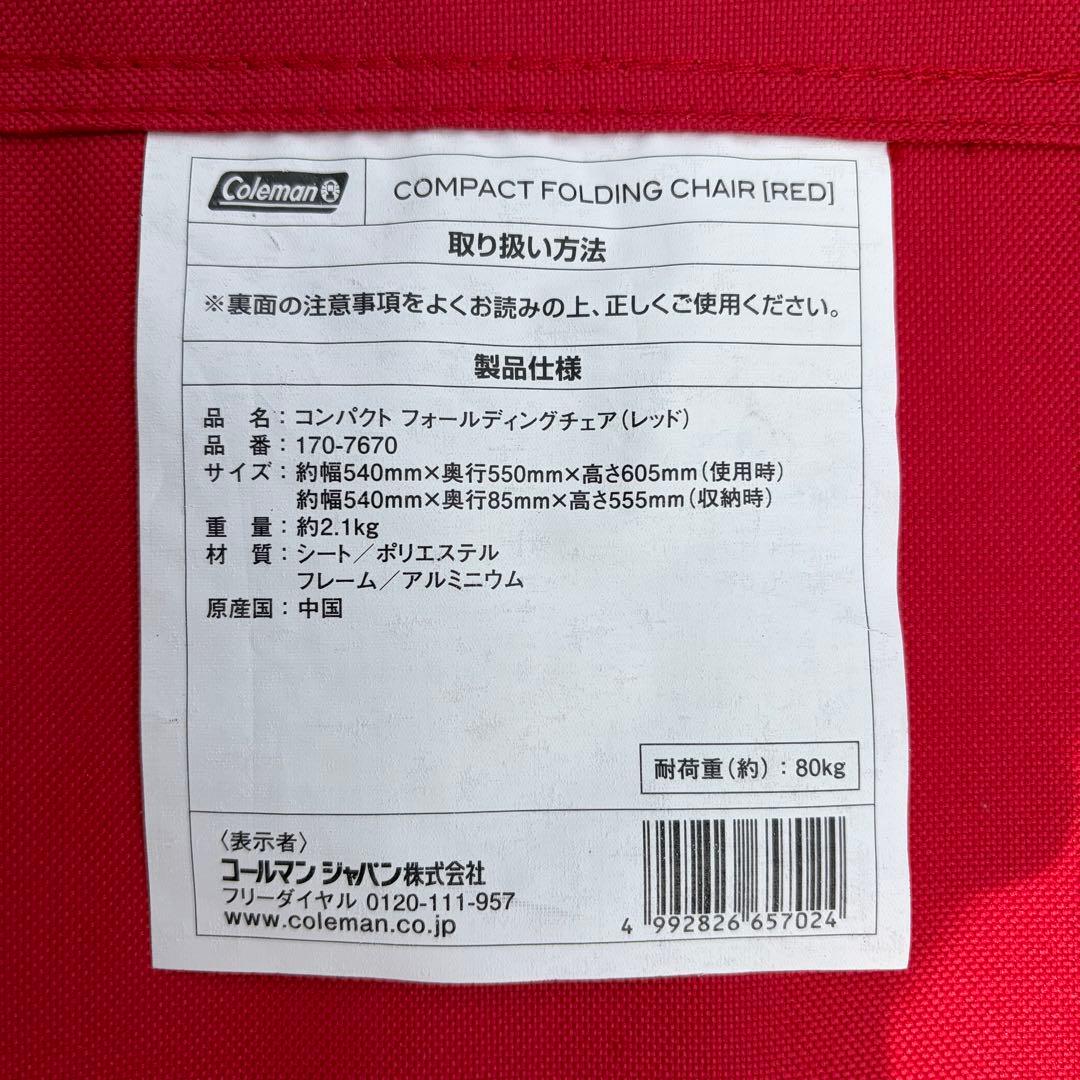 Coleman
COMPACT FOLDING CHAIR [RED]
取り扱い方法
※裏面の注意事項をよくお読みの上、正しくご使用ください。
製品仕様
品　名：コンパクト フォールディングチェア（レッド）
品　番：170-7670
サイズ：約幅540mm×奥行550mm×高さ605mm（使用時）
約幅540mm×奥行85mm×高さ555mm（収納時）
重　量：約2.1kg
材　質：シート／ポリエステル
フレーム／アルミニウム
原産国：中国
耐荷重（約）：80kg
〈表示者〉
コールマン ジャパン株式会社
フリーダイヤル 0120-111-957
www.coleman.co.jp
4 992826 657024